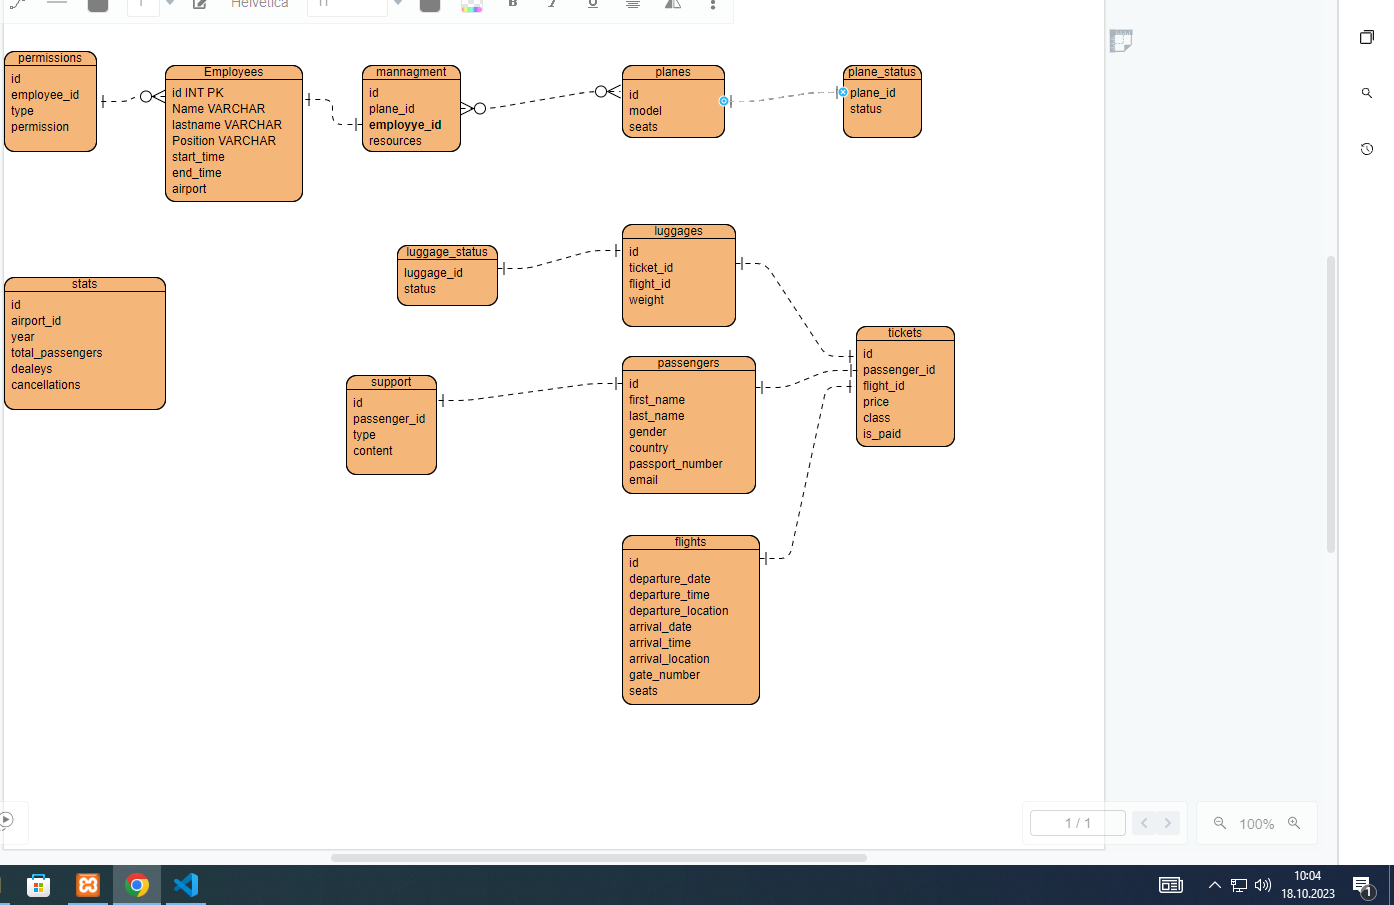 Helvetica
permissions
id
employee_id
type
permission
Employees
id INT PK
Name VARCHAR
lastname VARCHAR
Position VARCHAR
start_time
end_time
airport
mannagment
id
plane_id
employye_id
resources
planes
id
model
seats
plane_status
plane_id
status
luggage_status
luggage_id
status
luggages
id
ticket_id
flight_id
weight
stats
id
airport_id
year
total_passengers
dealeys
cancellations
support
id
passenger_id
type
content
passengers
id
first_name
last_name
gender
country
passport_number
email
tickets
id
passenger_id
flight_id
price
class
is_paid
flights
id
departure_date
departure_time
departure_location
arrival_date
arrival_time
arrival_location
gate_number
seats
1 / 1
100%
10:04
18.10.2023
1